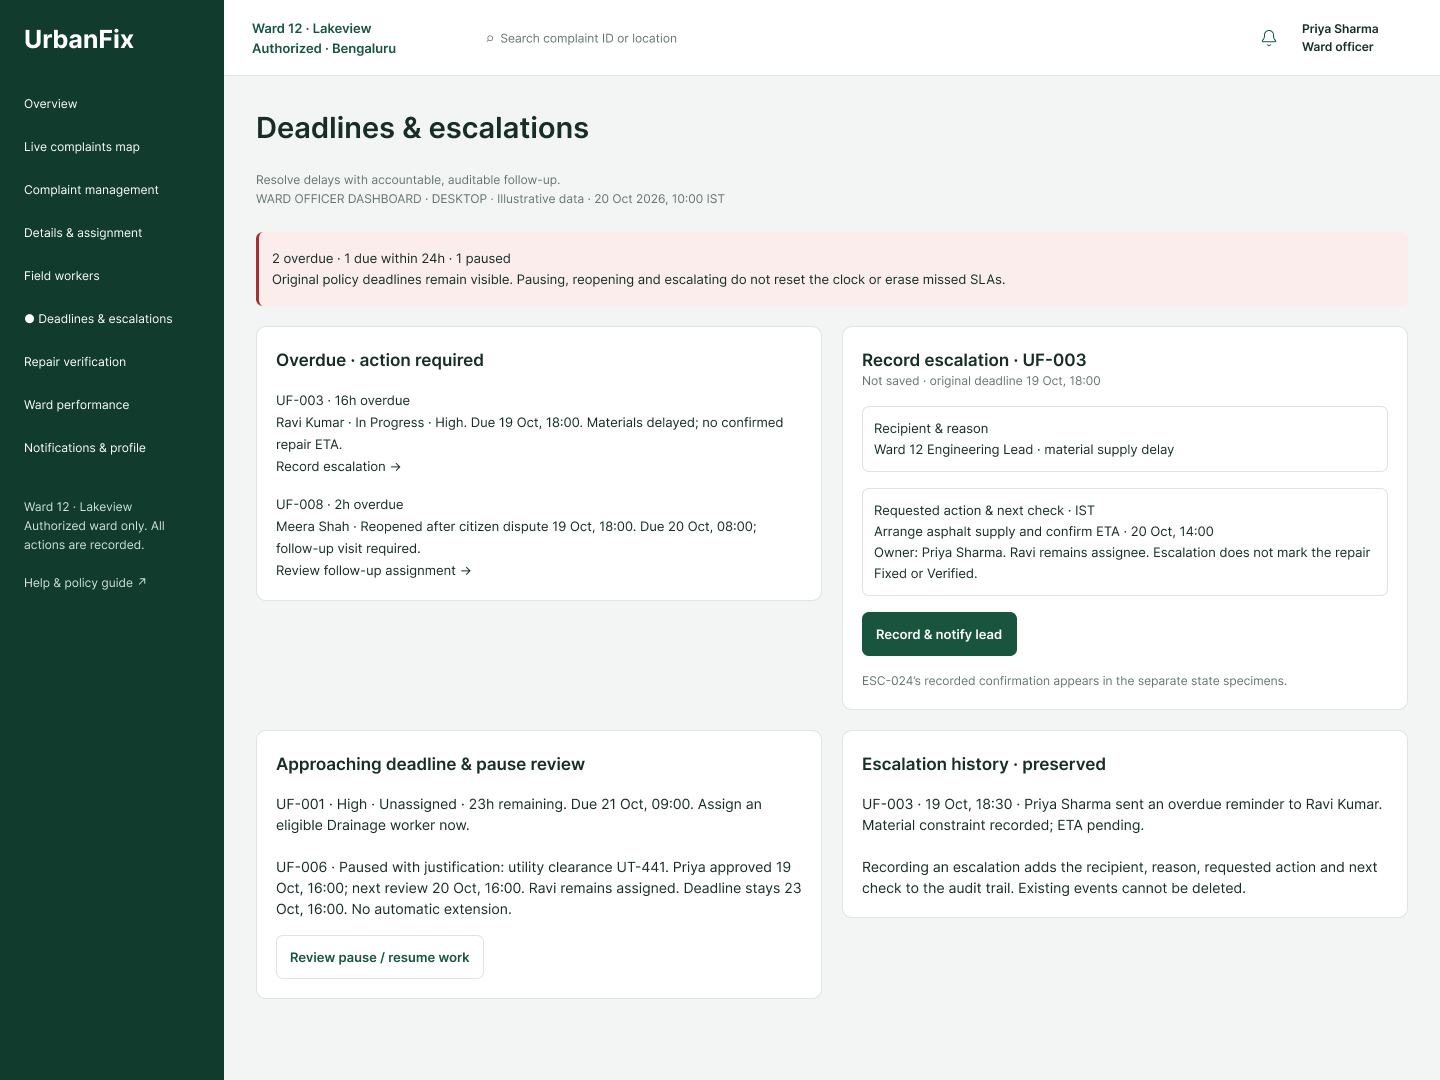 UrbanFix
Overview
Live complaints map
Complaint management
Details & assignment
Field workers
Deadlines & escalations
Repair verification
Ward performance
Notifications & profile
Ward 12 · Lakeview
Authorized ward only. All
actions are recorded.
Help & policy guide ↗
Ward 12 · Lakeview
Authorized · Bengaluru
Search complaint ID or location
Priya Sharma
Ward officer
Deadlines & escalations
Resolve delays with accountable, auditable follow-up.
WARD OFFICER DASHBOARD · DESKTOP · Illustrative data · 20 Oct 2026, 10:00 IST
2 overdue · 1 due within 24h · 1 paused
Original policy deadlines remain visible. Pausing, reopening and escalating do not reset the clock or erase missed SLAs.
Overdue · action required
UF-003 · 16h overdue
Ravi Kumar · In Progress · High. Due 19 Oct, 18:00. Materials delayed; no confirmed
repair ETA.
Record escalation →
UF-008 · 2h overdue
Meera Shah · Reopened after citizen dispute 19 Oct, 18:00. Due 20 Oct, 08:00;
follow-up visit required.
Review follow-up assignment →
Record escalation · UF-003
Not saved · original deadline 19 Oct, 18:00
Recipient & reason
Ward 12 Engineering Lead · material supply delay
Requested action & next check · IST
Arrange asphalt supply and confirm ETA · 20 Oct, 14:00
Owner: Priya Sharma. Ravi remains assignee. Escalation does not mark the repair
Fixed or Verified.
Record & notify lead
ESC-024's recorded confirmation appears in the separate state specimens.
Approaching deadline & pause review
UF-001 · High · Unassigned · 23h remaining. Due 21 Oct, 09:00. Assign an
eligible Drainage worker now.
UF-006 · Paused with justification: utility clearance UT-441. Priya approved 19
Oct, 16:00; next review 20 Oct, 16:00. Ravi remains assigned. Deadline stays 23
Oct, 16:00. No automatic extension.
Review pause / resume work
Escalation history · preserved
UF-003 · 19 Oct, 18:30 · Priya Sharma sent an overdue reminder to Ravi Kumar.
Material constraint recorded; ETA pending.
Recording an escalation adds the recipient, reason, requested action and next
check to the audit trail. Existing events cannot be deleted.